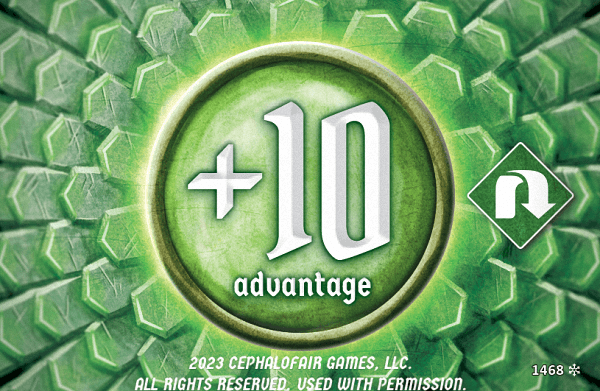 +10
advantage
1468
2023 CEPHALOFAIR GAMES, LLC.
ALL RIGHTS RESERVED, USED WITH PERMISSION.